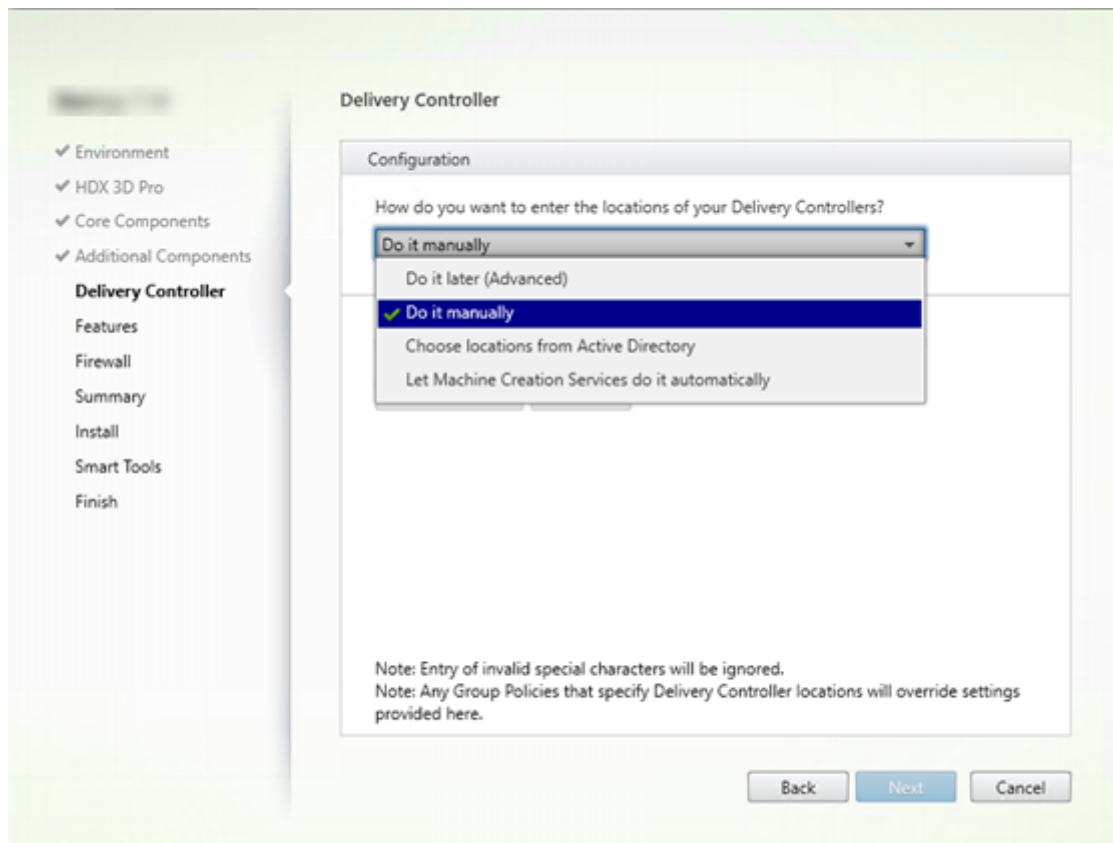 Delivery Controller
Environment
HDX 3D Pro
Core Components
Additional Components
Delivery Controller
Features
Firewall
Summary
Install
Smart Tools
Finish
Configuration
How do you want to enter the locations of your Delivery Controllers?
Do it manually
Do it later (Advanced)
Do it manually
Choose locations from Active Directory
Let Machine Creation Services do it automatically
Note: Entry of invalid special characters will be ignored.
Note: Any Group Policies that specify Delivery Controller locations will override settings
provided here.
Back
Next
Cancel